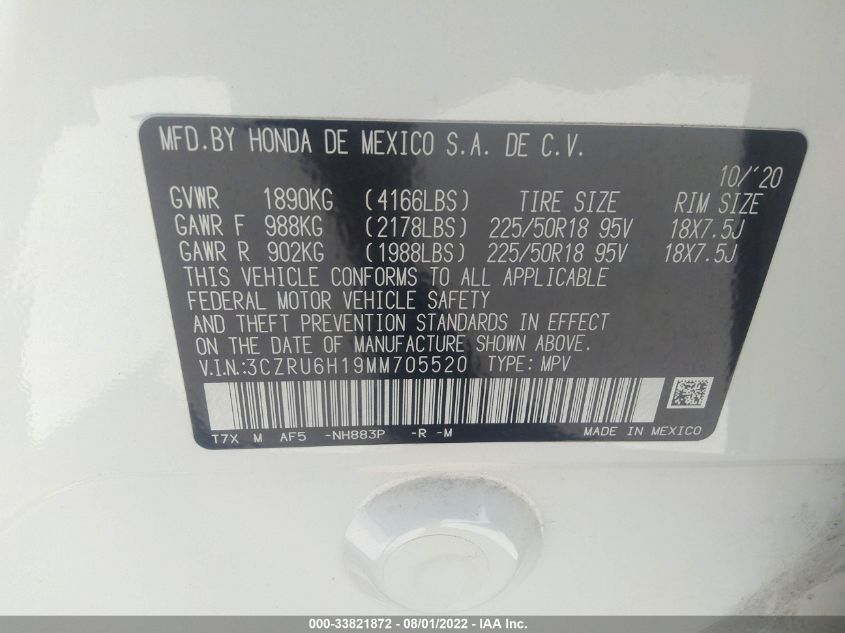 MFD.BY HONDA DE MEXICO S.A. DE C.V.
10/'20
GVWR 1890KG (4166LBS) TIRE SIZE RIM SIZE
GAWR F 988KG (2178LBS) 225/50R18 95V 18X7.5J
GAWR R 902KG (1988LBS) 225/50R18 95V 18X7.5J
THIS VEHICLE CONFORMS TO ALL APPLICABLE
FEDERAL MOTOR VEHICLE SAFETY
AND THEFT PREVENTION STANDARDS IN EFFECT
ON THE DATE OF MANUFACTURE SHOWN ABOVE.
V.I.N:3CZRU6H19MM705520 TYPE: MPV
T7X M AF5 -NH883P -R -M MADE IN MEXICO
000-33821872 - 08/01/2022 - IAA Inc.